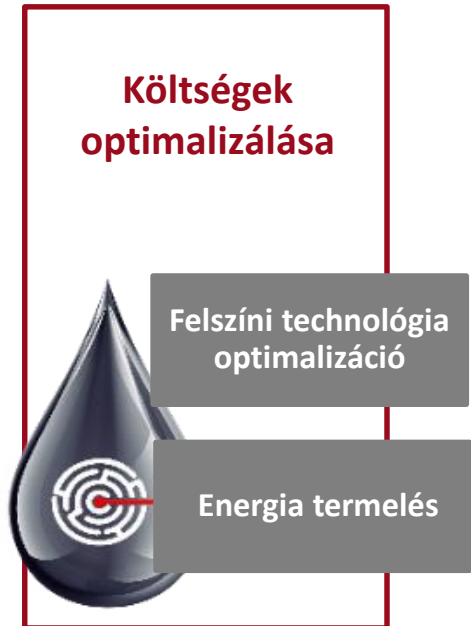 Költségek
optimalizálása
Felszíni technológia
optimalizáció
Energia termelés